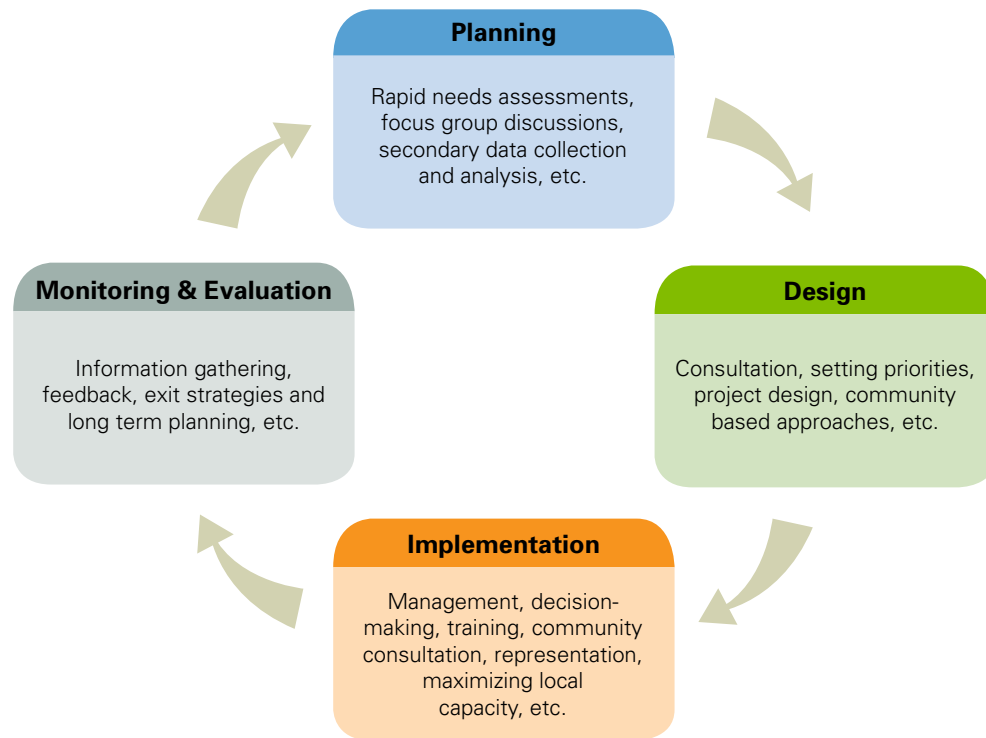 Planning
Rapid needs assessments,
focus group discussions,
secondary data collection
and analysis, etc.
Monitoring & Evaluation
Information gathering,
feedback, exit strategies and
long term planning, etc.
Design
Consultation, setting priorities,
project design, community
based approaches, etc.
Implementation
Management, decision-
making, training, community
consultation, representation,
maximizing local
capacity, etc.